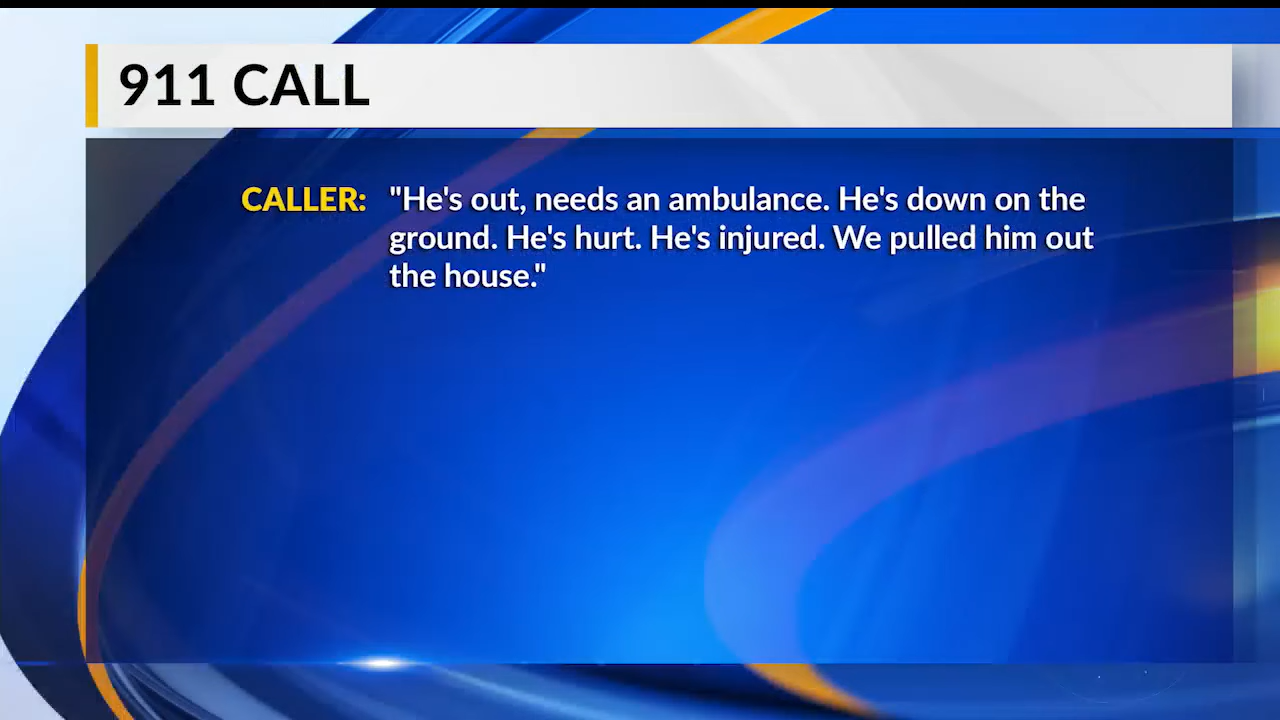 911 CALL
CALLER: "He's out, needs an ambulance. He's down on the
ground. He's hurt. He's injured. We pulled him out
the house."